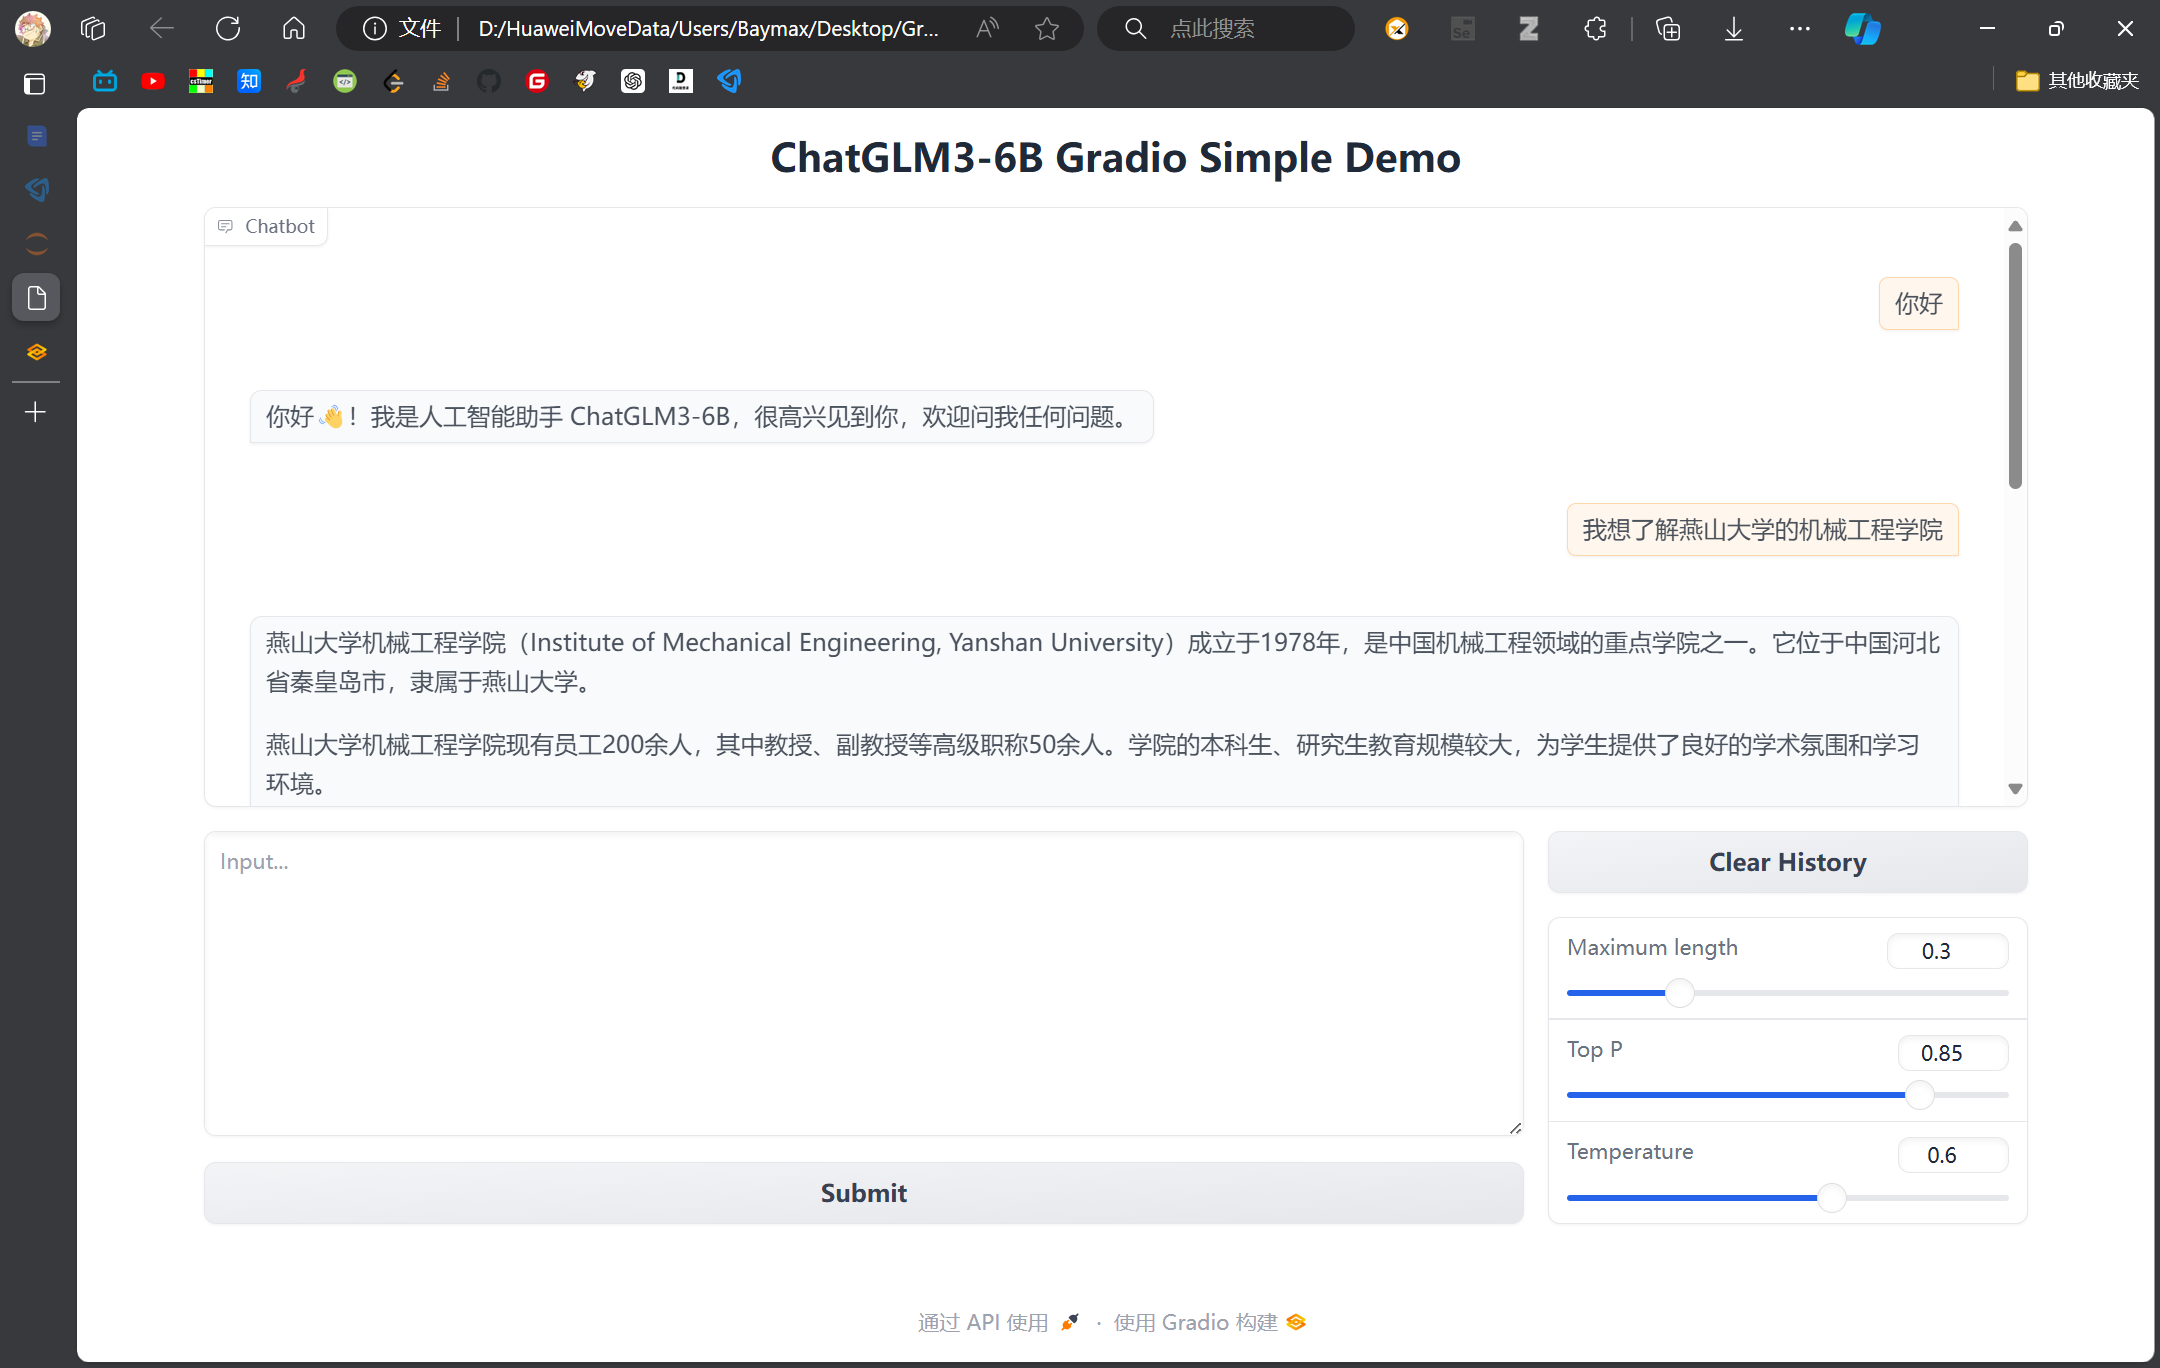 文件
D:/HuaweiMoveData/Users/Baymax/Desktop/Gr...
点此搜索
知
其他收藏夹
ChatGLM3-6B Gradio Simple Demo
Chatbot
你好
你好👋！我是人工智能助手 ChatGLM3-6B，很高兴见到你，欢迎问我任何问题。
我想了解燕山大学的机械工程学院
燕山大学机械工程学院（Institute of Mechanical Engineering, Yanshan University）成立于1978年，是中国机械工程领域的重点学院之一。它位于中国河北
省秦皇岛市，隶属于燕山大学。
燕山大学机械工程学院现有员工200余人，其中教授、副教授等高级职称50余人。学院的本科生、研究生教育规模较大，为学生提供了良好的学术氛围和学习
环境。
Input...
Clear History
Maximum length
0.3
Top P
0.85
Temperature
0.6
Submit
通过 API 使用 · 使用 Gradio 构建